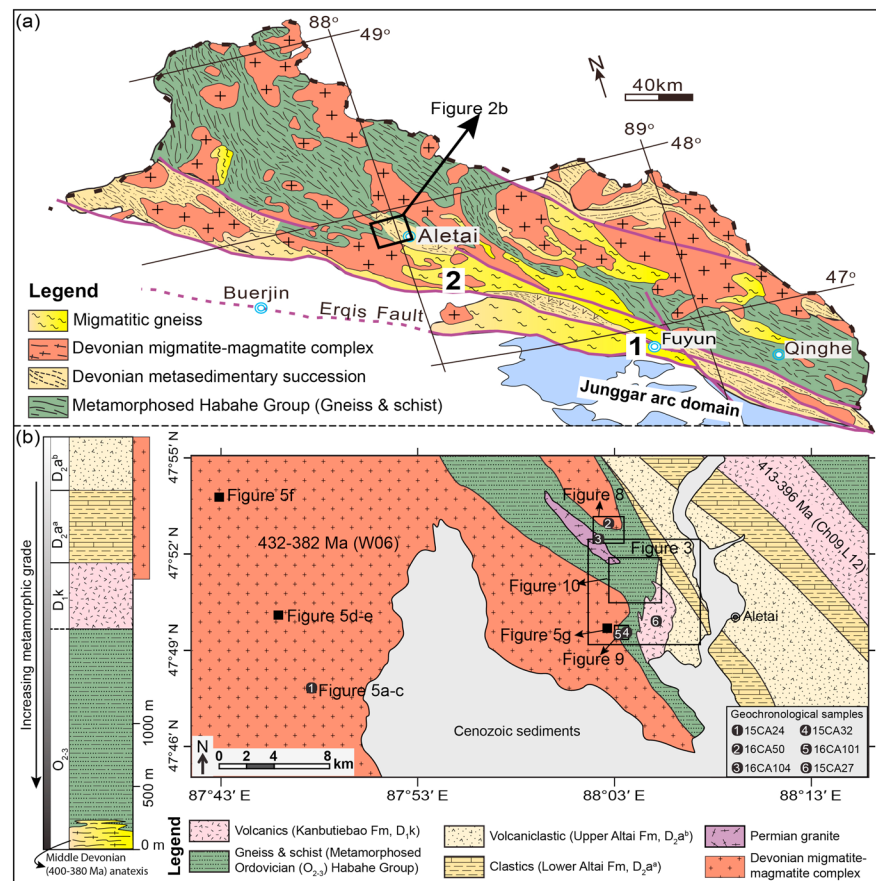 (a)
88°
49°
N
40km
Figure 2b
89°
48°
Aletai
2
47°
Legend
Buerjin
Erqis Fault
Migmatitic gneiss
1
Fuyun
Qinghe
Devonian migmatite-magmatite complex
Devonian metasedimentary succession
Junggar arc domain
Metamorphosed Habahe Group (Gneiss & schist)
(b)
Increasing metamorphic grade
D₂aᵇ
D₂aᵃ
D₁k
O₂₋₃
1000 m
500 m
0 m
Middle Devonian
(400-380 Ma) anatexis
47°55' N
47°52' N
47°49' N
47°46' N
Figure 5f
432-382 Ma (W06)
Figure 8
2
3
Figure 3
413-396 Ma (Ch09,L12)
Figure 10
Figure 5d-e
Figure 5g
5
4
6
Aletai
Figure 9
1
Figure 5a-c
Cenozoic sediments
N
0 2 4 8
km
Geochronological samples
1 15CA24
4 15CA32
2 16CA50
5 16CA101
3 16CA104
6 15CA27
87°43' E
87°53' E
88°03' E
88°13' E
Legend
Volcanics (Kanbutiebao Fm, D₁k)
Gneiss & schist (Metamorphosed
Ordovician (O₂₋₃) Habahe Group)
Volcaniclastic (Upper Altai Fm, D₂aᵇ)
Clastics (Lower Altai Fm, D₂aᵃ)
Permian granite
Devonian migmatite-
magmatite complex